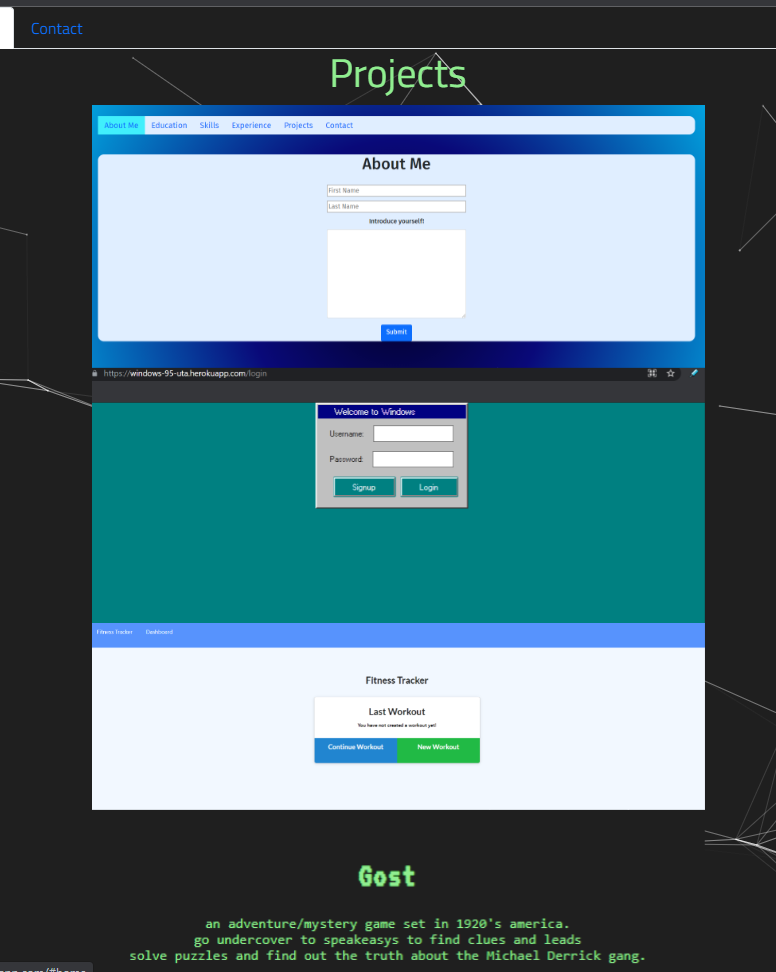 Contact
Projects
About Me Education Skills Experience Projects Contact
About Me
First Name
Last Name
Introduce yourself!
Submit
https://windows-95-uta.herokuapp.com/login
Welcome to Windows
Username:
Password:
Signup Login
Fitness Tracker Dashboard
Fitness Tracker
Last Workout
You have not created a workout yet!
Continue Workout New Workout
Gost
an adventure/mystery game set in 1920's america.
go undercover to speakeasys to find clues and leads
solve puzzles and find out the truth about the Michael Derrick gang.